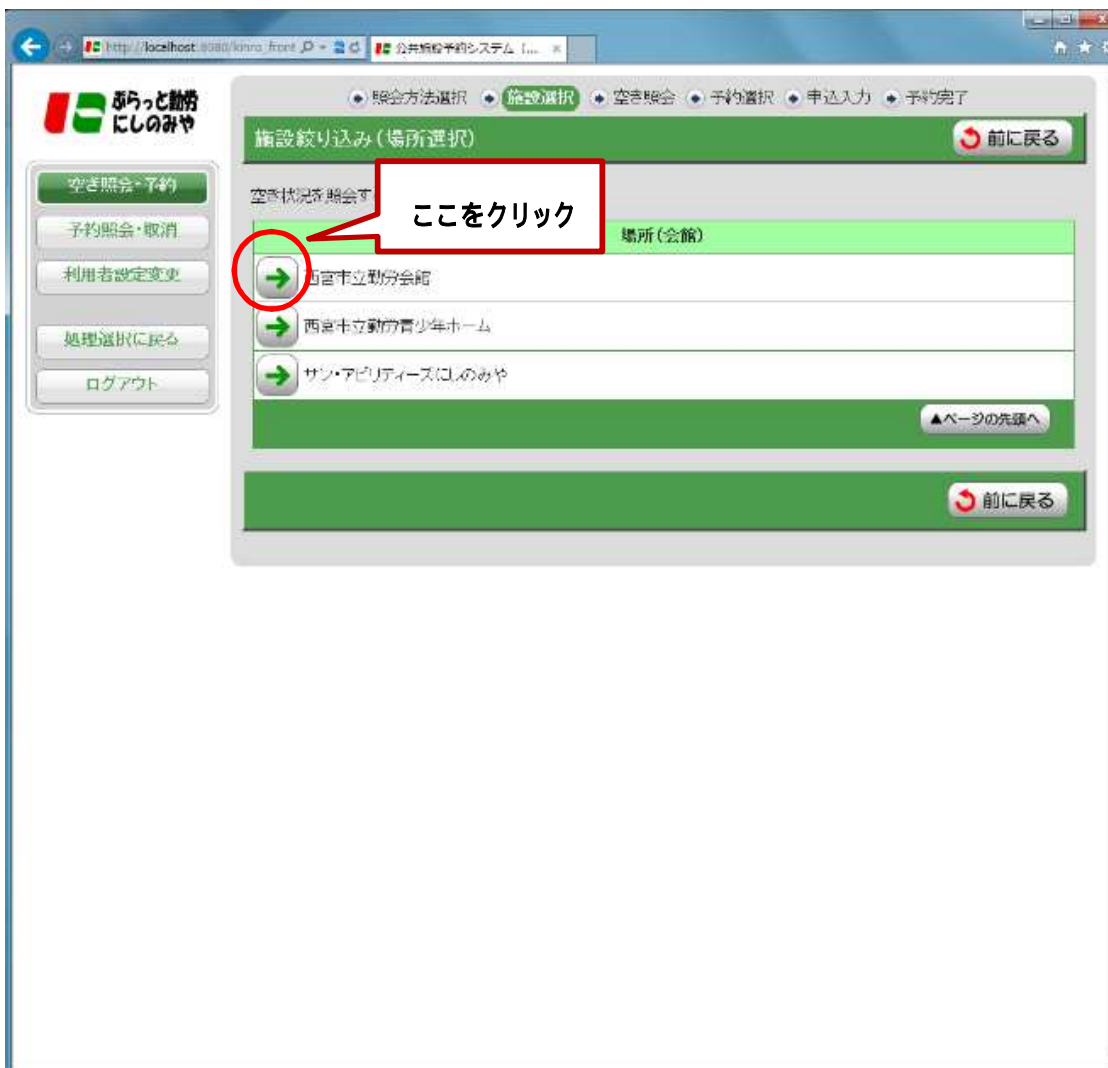 http://localhost:8080/kinro_front
公共施設予約システム [...
ぷらっと勤労
にしのみや
照会方法選択 施設選択 空き照会 予約選択 申込入力 予約完了
施設絞り込み(場所選択)
前に戻る
空き照会・予約
予約照会・取消
利用者設定変更
処理選択に戻る
ログアウト
空き状況を照会す
ここをクリック
場所(会館)
西宮市立勤労会館
西宮市立勤労青少年ホーム
サン・アビリティーズにしのみや
▲ページの先頭へ
前に戻る